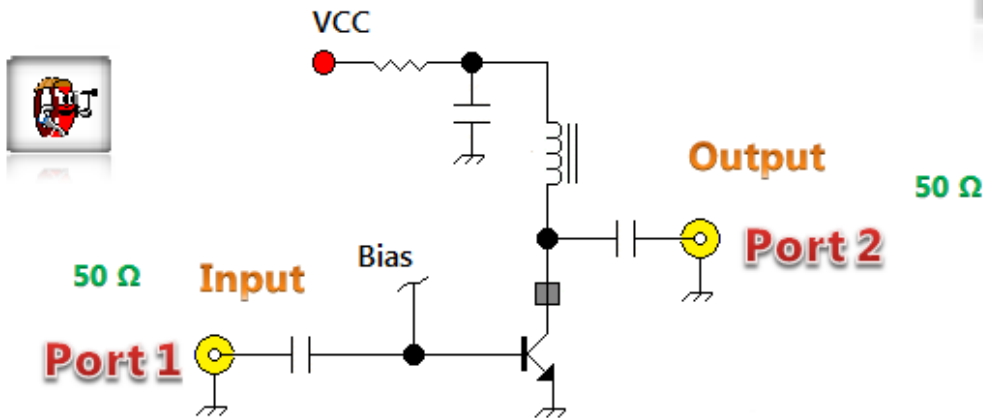 VCC
Output
50 Ω
Bias
Port 2
50 Ω
Input
Port 1